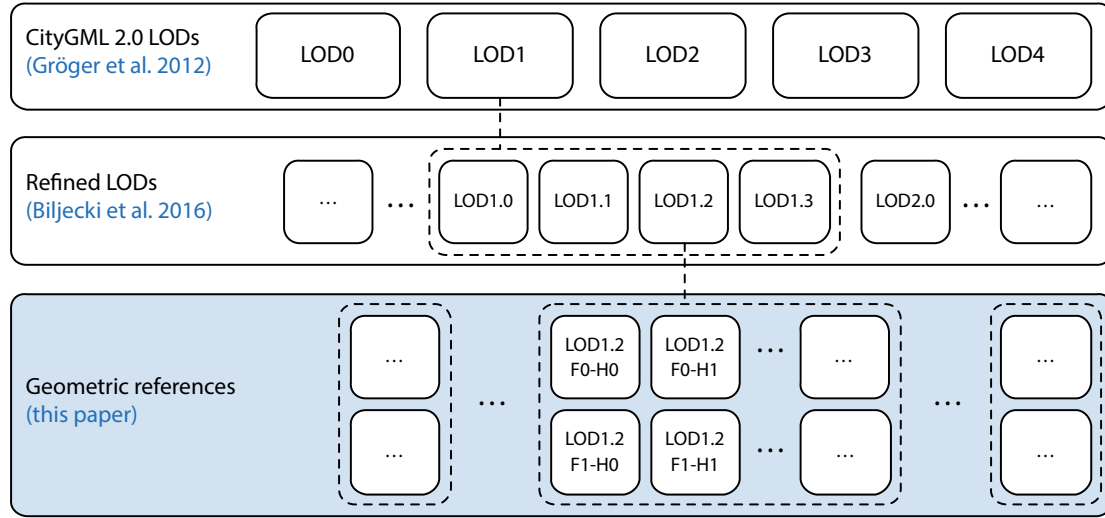 CityGML 2.0 LODs
(Gröger et al. 2012)
LOD0
LOD1
LOD2
LOD3
LOD4
Refined LODs
(Biljecki et al. 2016)
...
...
LOD1.0
LOD1.1
LOD1.2
LOD1.3
LOD2.0
...
...
Geometric references
(this paper)
...
...
...
LOD1.2
F0-H0
LOD1.2
F0-H1
...
...
LOD1.2
F1-H0
LOD1.2
F1-H1
...
...
...
...
...